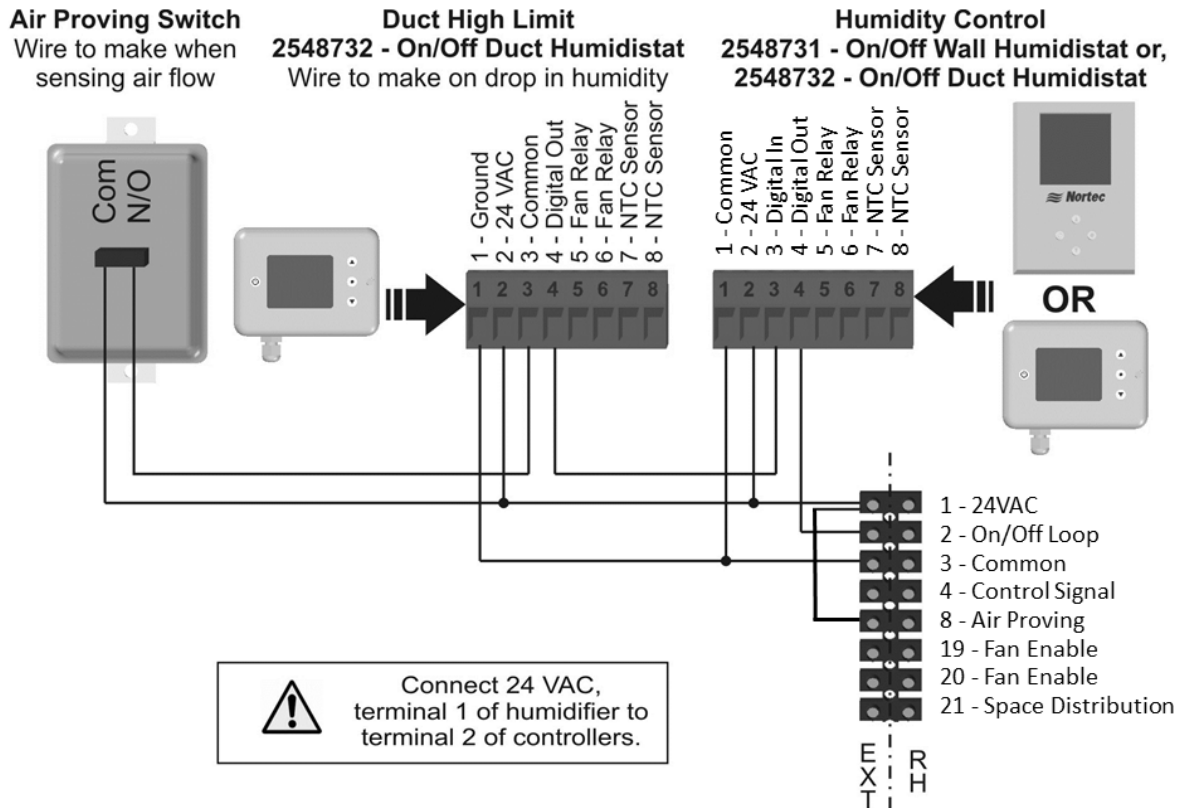 Air Proving Switch
Wire to make when
sensing air flow
Duct High Limit
2548732 - On/Off Duct Humidistat
Wire to make on drop in humidity
Humidity Control
2548731 - On/Off Wall Humidistat or,
2548732 - On/Off Duct Humidistat
Com
N/O
1 - Ground
2 - 24 VAC
3 - Common
4 - Digital Out
5 - Fan Relay
6 - Fan Relay
7 - NTC Sensor
8 - NTC Sensor
1 2 3 4 5 6 7 8
1 - Common
2 - 24 VAC
3 - Digital In
4 - Digital Out
5 - Fan Relay
6 - Fan Relay
7 - NTC Sensor
8 - NTC Sensor
1 2 3 4 5 6 7 8
Nortec
OR
1 - 24VAC
2 - On/Off Loop
3 - Common
4 - Control Signal
8 - Air Proving
19 - Fan Enable
20 - Fan Enable
21 - Space Distribution
EXT
RH
Connect 24 VAC,
terminal 1 of humidifier to
terminal 2 of controllers.